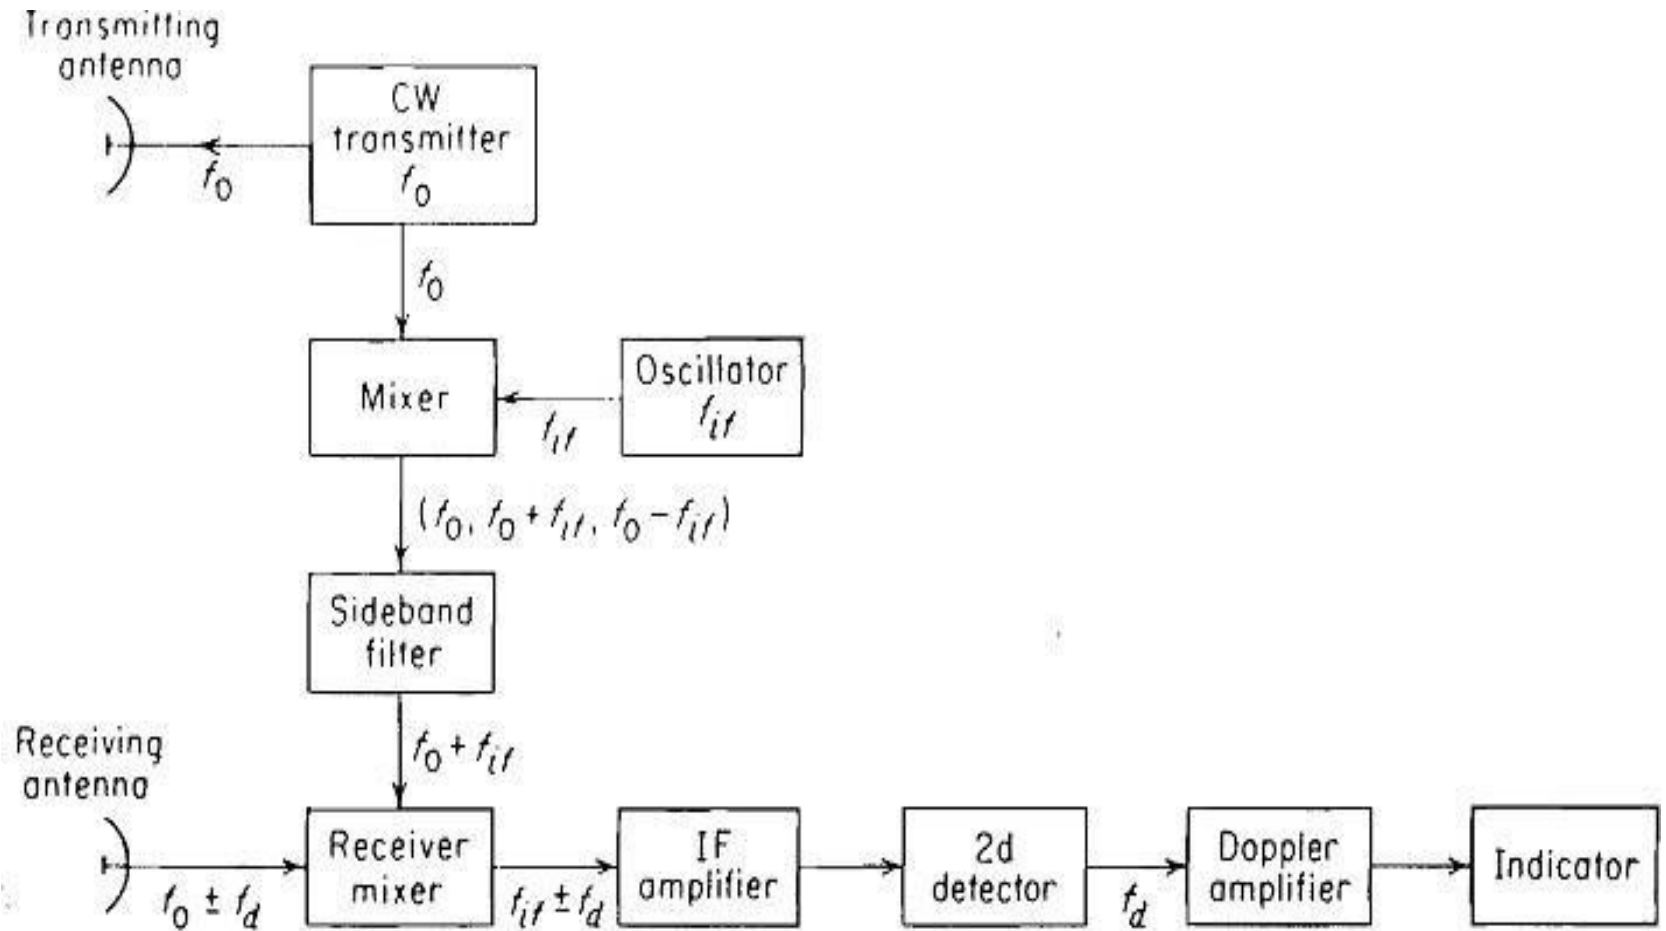 Transmitting
antenna
CW
transmitter
f0
f0
f0
Mixer
Oscillator
fif
fif
(f0, f0 + fif, f0 − fif)
Sideband
filter
f0 + fif
Receiving
antenna
f0 ± fd
Receiver
mixer
fif ± fd
IF
amplifier
2d
detector
fd
Doppler
amplifier
Indicator